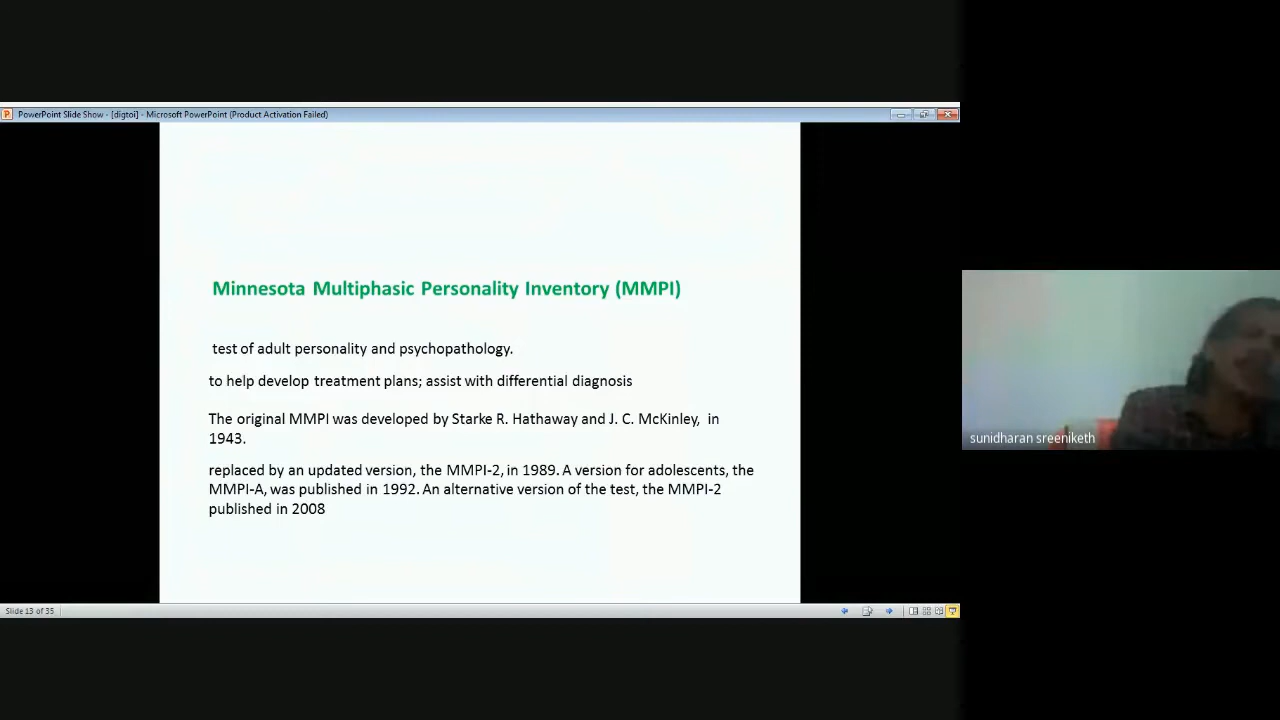 PowerPoint Slide Show - [digtoi] - Microsoft PowerPoint (Product Activation Failed)
Minnesota Multiphasic Personality Inventory (MMPI)
test of adult personality and psychopathology.
to help develop treatment plans; assist with differential diagnosis
The original MMPI was developed by Starke R. Hathaway and J. C. McKinley, in
1943.
replaced by an updated version, the MMPI-2, in 1989. A version for adolescents, the
MMPI-A, was published in 1992. An alternative version of the test, the MMPI-2
published in 2008
sunidharan sreeniketh
Slide 13 of 35